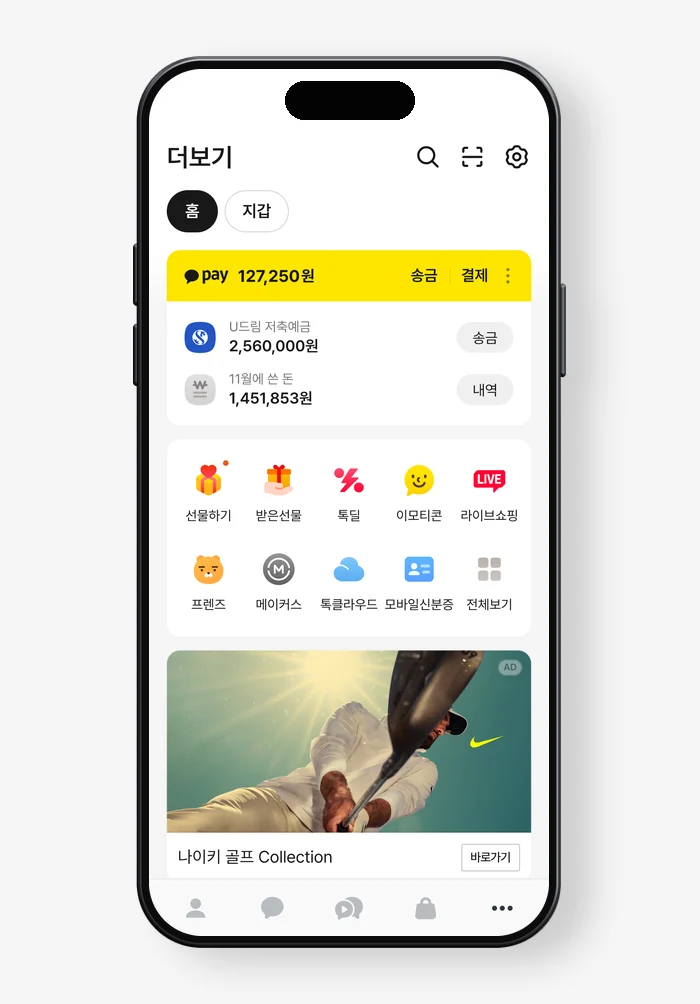 더보기
홈 지갑
pay 127,250원 송금 결제
U드림 저축예금
2,560,000원 송금
11월에 쓴 돈
1,451,853원 내역
선물하기 받은선물 톡딜 이모티콘 라이브쇼핑
LIVE
프렌즈 메이커스 톡클라우드 모바일신분증 전체보기
M
AD
나이키 골프 Collection 바로가기